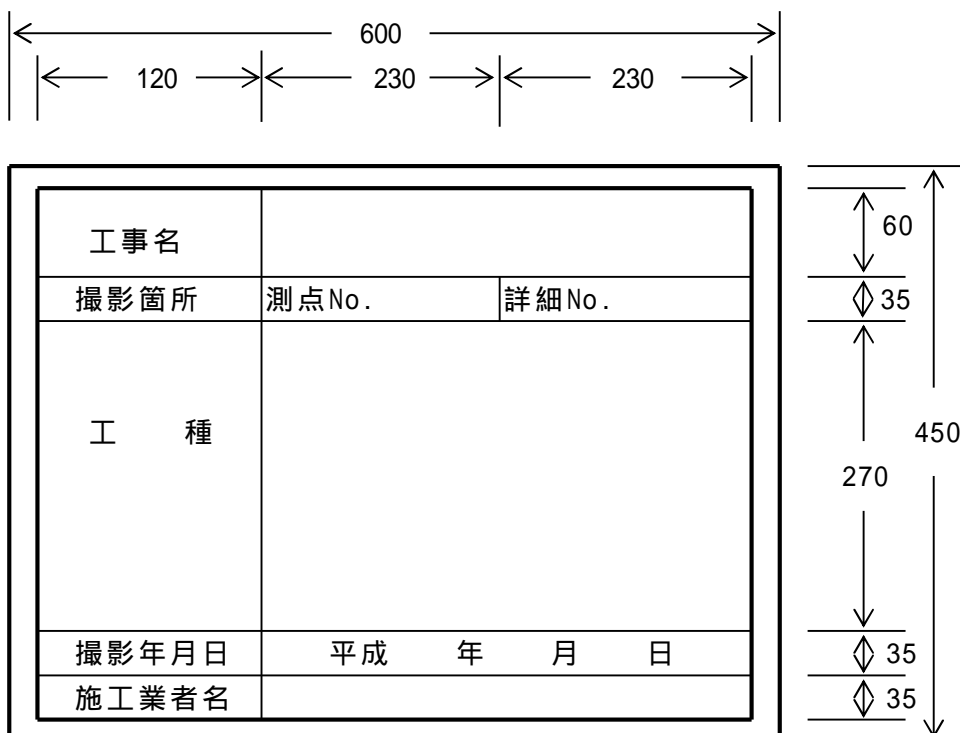 600
120 230 230
工事名
60
撮影箇所 測点No. 詳細No.
35
工 種
450
270
撮影年月日 平成 年 月 日
35
施工業者名
35